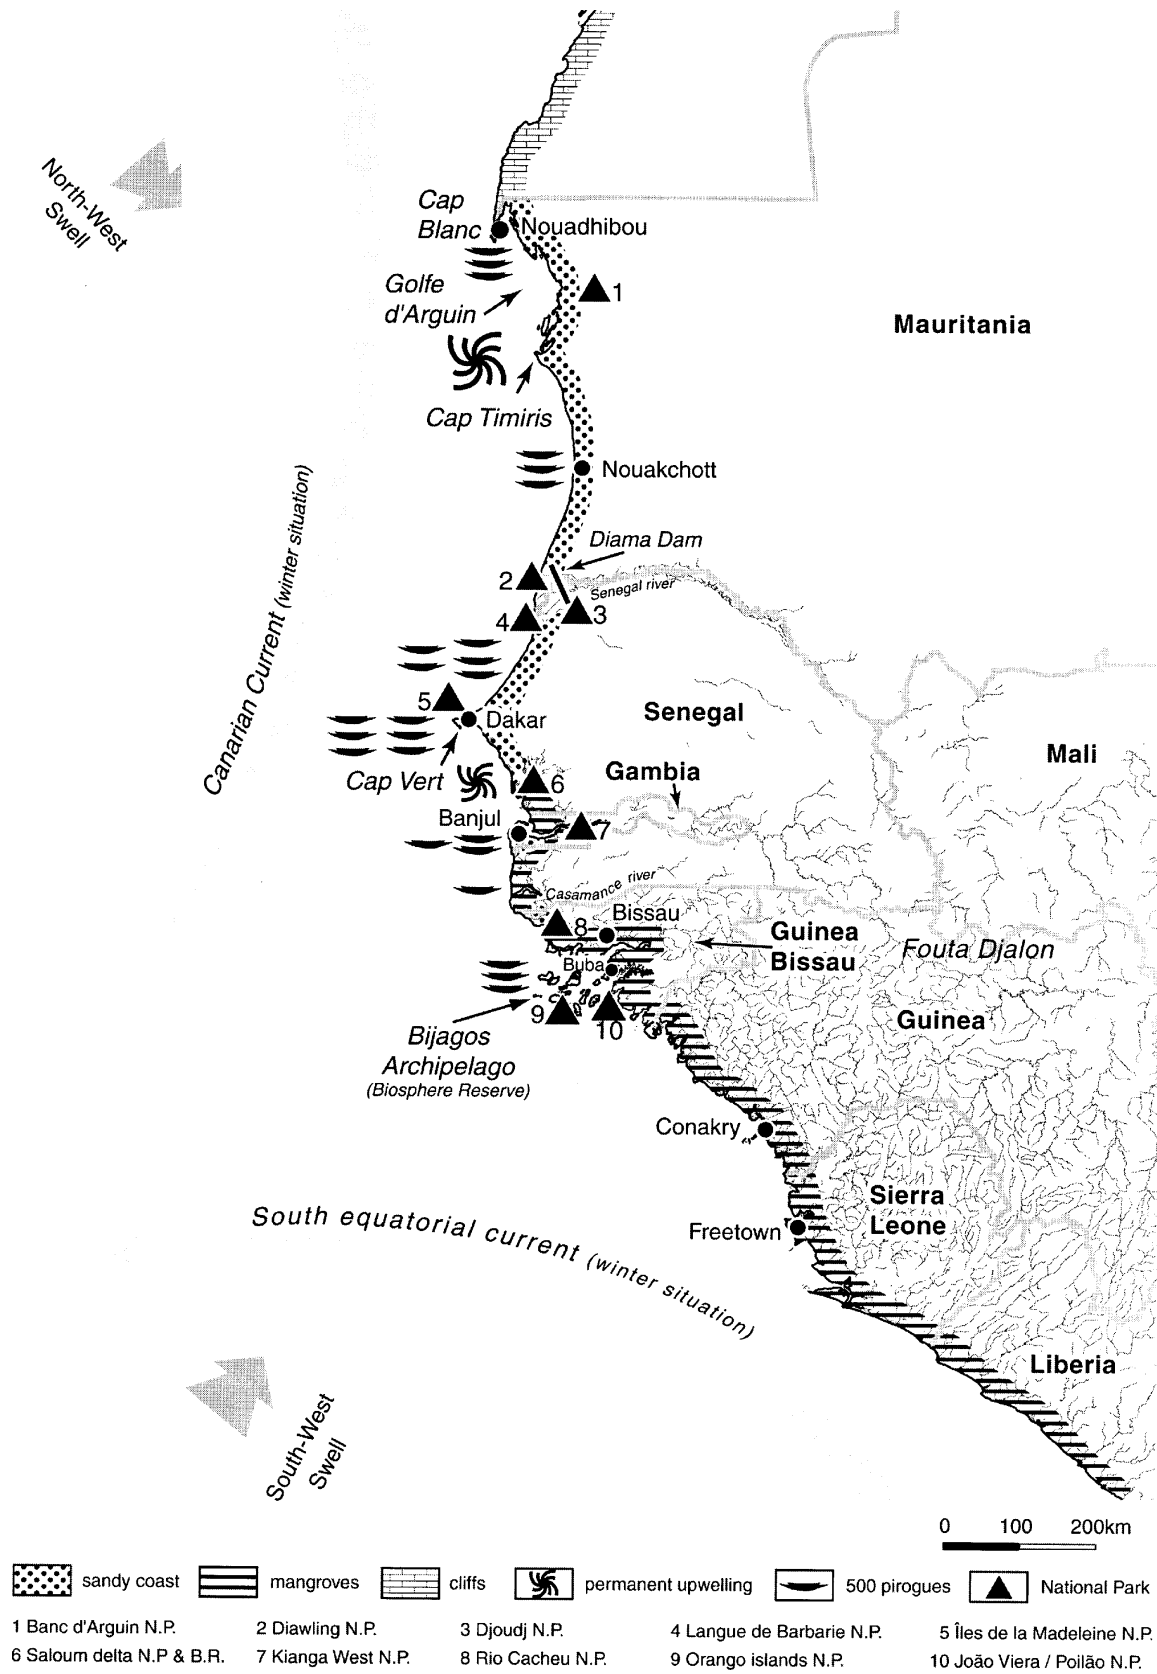 North-West
Swell
Cap
Blanc
Nouadhibou
Golfe
d'Arguin
1
Mauritania
Cap Timiris
Nouakchott
Canarian Current (winter situation)
Diama Dam
2
Senegal river
4
3
5
Dakar
Senegal
Mali
Cap Vert
6
Gambia
Banjul
7
Casamance river
Bissau
8
Guinea
Bissau
Fouta Djalon
Buba
9
10
Guinea
Bijagos
Archipelago
(Biosphere Reserve)
Conakry
Sierra
Leone
Freetown
South equatorial current (winter situation)
Liberia
South-West
Swell
0 100 200km
sandy coast mangroves cliffs permanent upwelling 500 pirogues National Park
1 Banc d'Arguin N.P. 2 Diawling N.P. 3 Djoudj N.P. 4 Langue de Barbarie N.P. 5 Îles de la Madeleine N.P.
6 Saloum delta N.P & B.R. 7 Kianga West N.P. 8 Rio Cacheu N.P. 9 Orango islands N.P. 10 João Viera / Poilão N.P.